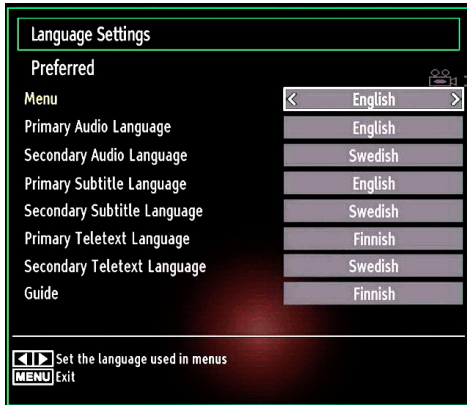 Language Settings
Preferred
Menu English
Primary Audio Language English
Secondary Audio Language Swedish
Primary Subtitle Language English
Secondary Subtitle Language Swedish
Primary Teletext Language Finnish
Secondary Teletext Language Swedish
Guide Finnish
Set the language used in menus
MENU Exit